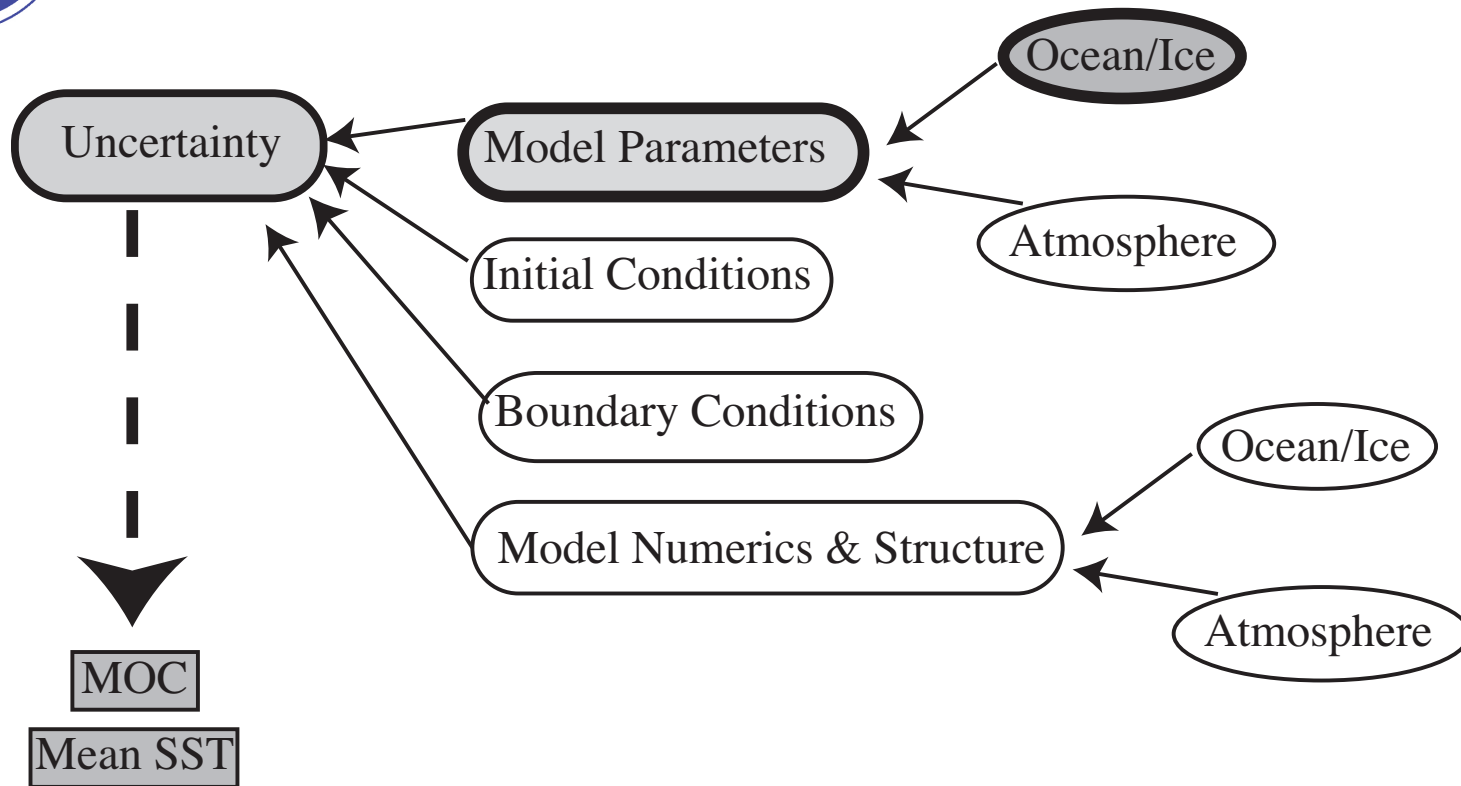 Ocean/Ice
Uncertainty
Model Parameters
Atmosphere
Initial Conditions
Boundary Conditions
Ocean/Ice
Model Numerics & Structure
Atmosphere
MOC
Mean SST